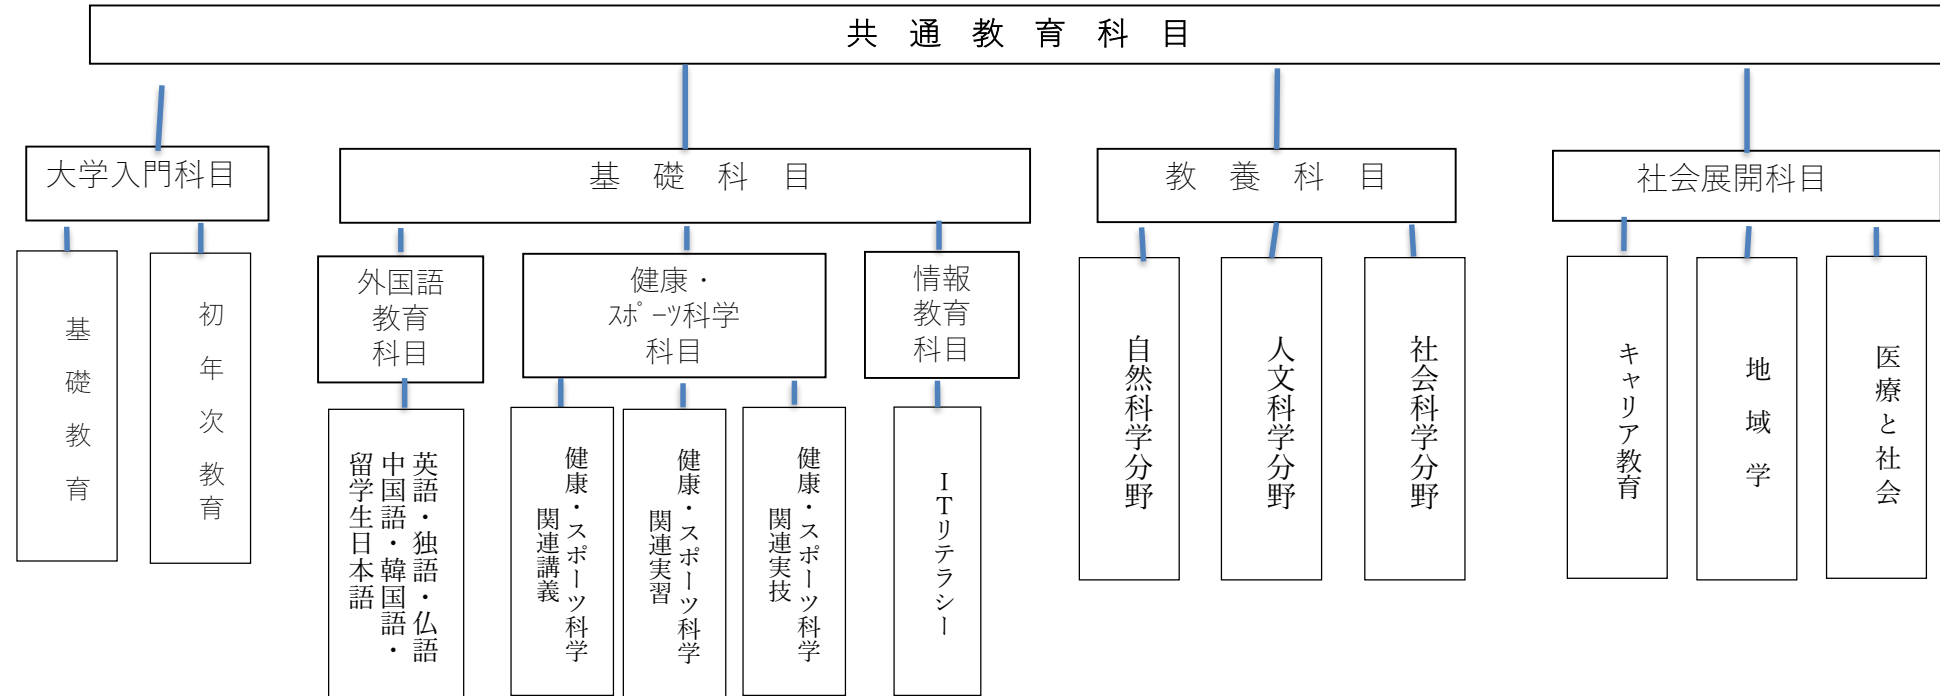 共通教育科目
大学入門科目
基礎科目
教養科目
社会展開科目
基礎教育
初年次教育
外国語
教育
科目
健康・
ｽﾎﾟｰﾂ科学
科目
情報
教育
科目
英語・独語・仏語
中国語・韓国語・
留学生日本語
健康・スポーツ科学
関連講義
健康・スポーツ科学
関連実習
健康・スポーツ科学
関連実技
ＩＴリテラシー
自然科学分野
人文科学分野
社会科学分野
キャリア教育
地域学
医療と社会